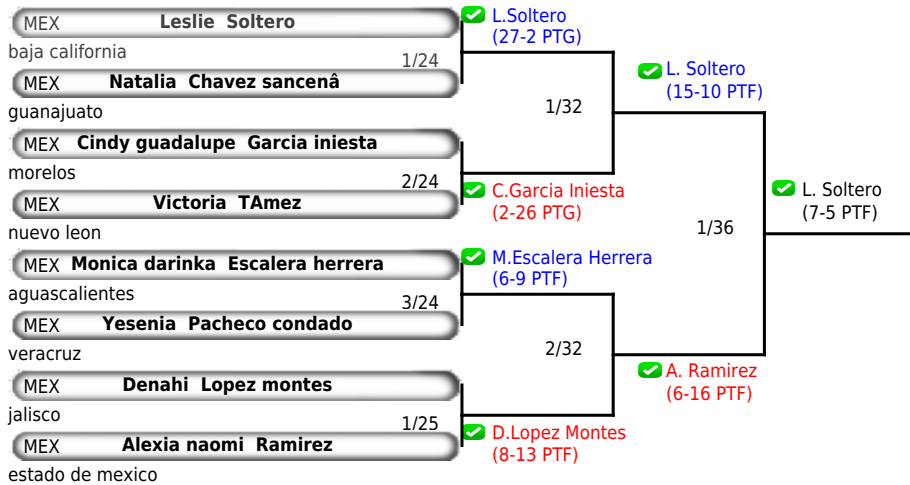 MEX Leslie Soltero
baja california
1/24
MEX Natalia Chavez sancenâ
guanajuato
MEX Cindy guadalupe Garcia iniesta
morelos
2/24
MEX Victoria TAmez
nuevo leon
MEX Monica darinka Escalera herrera
aguascalientes
3/24
MEX Yesenia Pacheco condado
veracruz
MEX Denahi Lopez montes
jalisco
1/25
MEX Alexia naomi Ramirez
estado de mexico
L.Soltero
(27-2 PTG)
1/32
C.Garcia Iniesta
(2-26 PTG)
M.Escalera Herrera
(6-9 PTF)
2/32
D.Lopez Montes
(8-13 PTF)
L. Soltero
(15-10 PTF)
1/36
A. Ramirez
(6-16 PTF)
L. Soltero
(7-5 PTF)